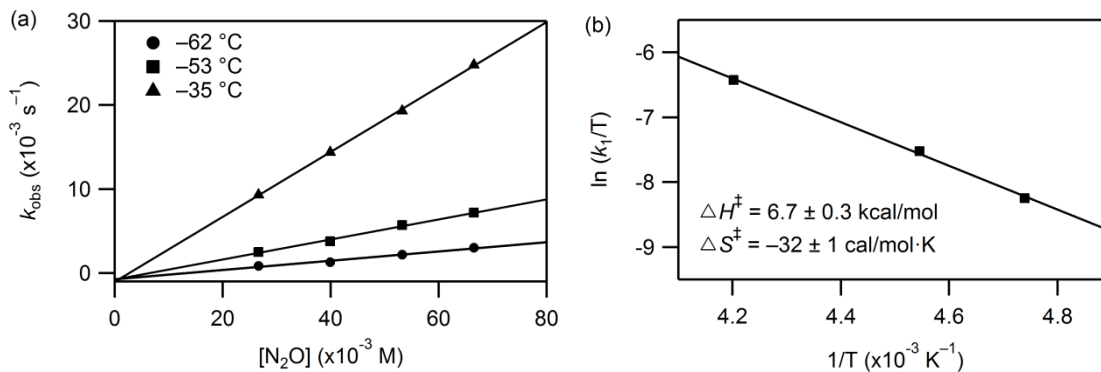 (a)
30
20
10
0
k_obs (x10⁻³ s⁻¹)
–62 °C
–53 °C
–35 °C
0 20 40 60 80
[N₂O] (x10⁻³ M)
(b)
-6
-7
-8
-9
ln (k₁/T)
△H‡ = 6.7 ± 0.3 kcal/mol
△S‡ = –32 ± 1 cal/mol·K
4.2 4.4 4.6 4.8
1/T (x10⁻³ K⁻¹)